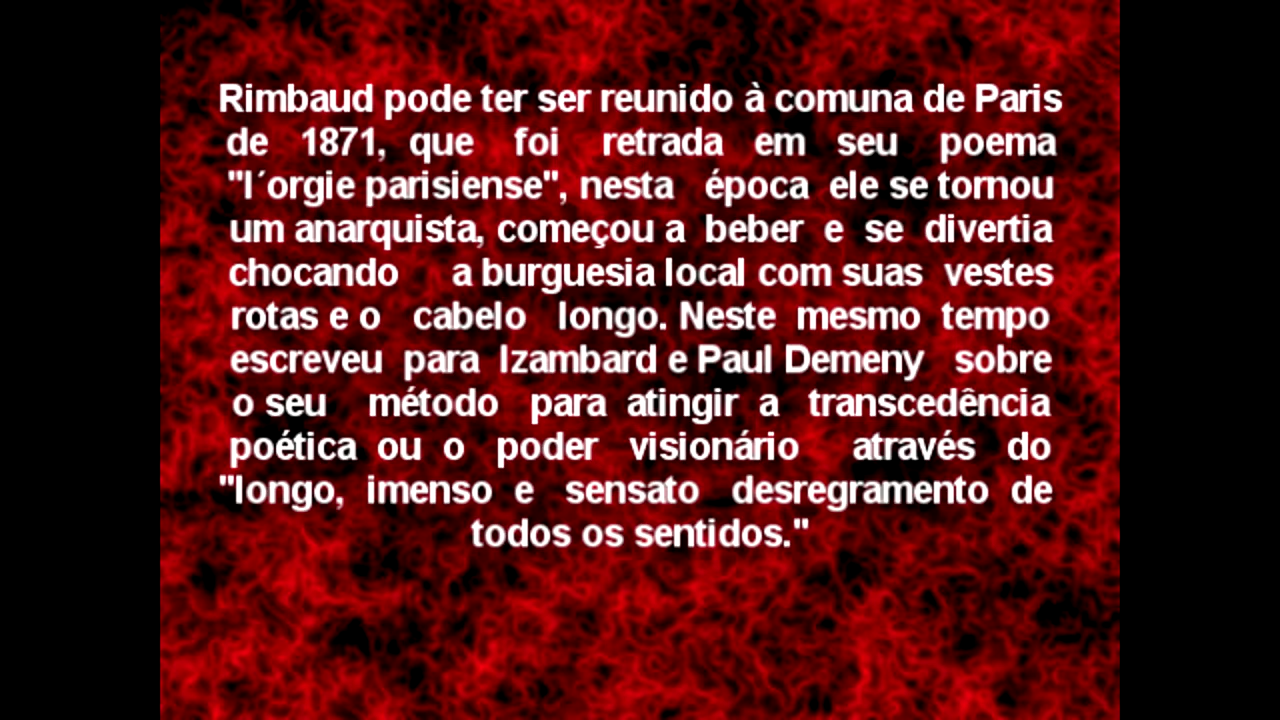 Rimbaud pode ter ser reunido à comuna de Paris
de 1871, que foi retrada em seu poema
"l´orgie parisiense", nesta época ele se tornou
um anarquista, começou a beber e se divertia
chocando a burguesia local com suas vestes
rotas e o cabelo longo. Neste mesmo tempo
escreveu para Izambard e Paul Demeny sobre
o seu método para atingir a transcedência
poética ou o poder visionário através do
"longo, imenso e sensato desregramento de
todos os sentidos."